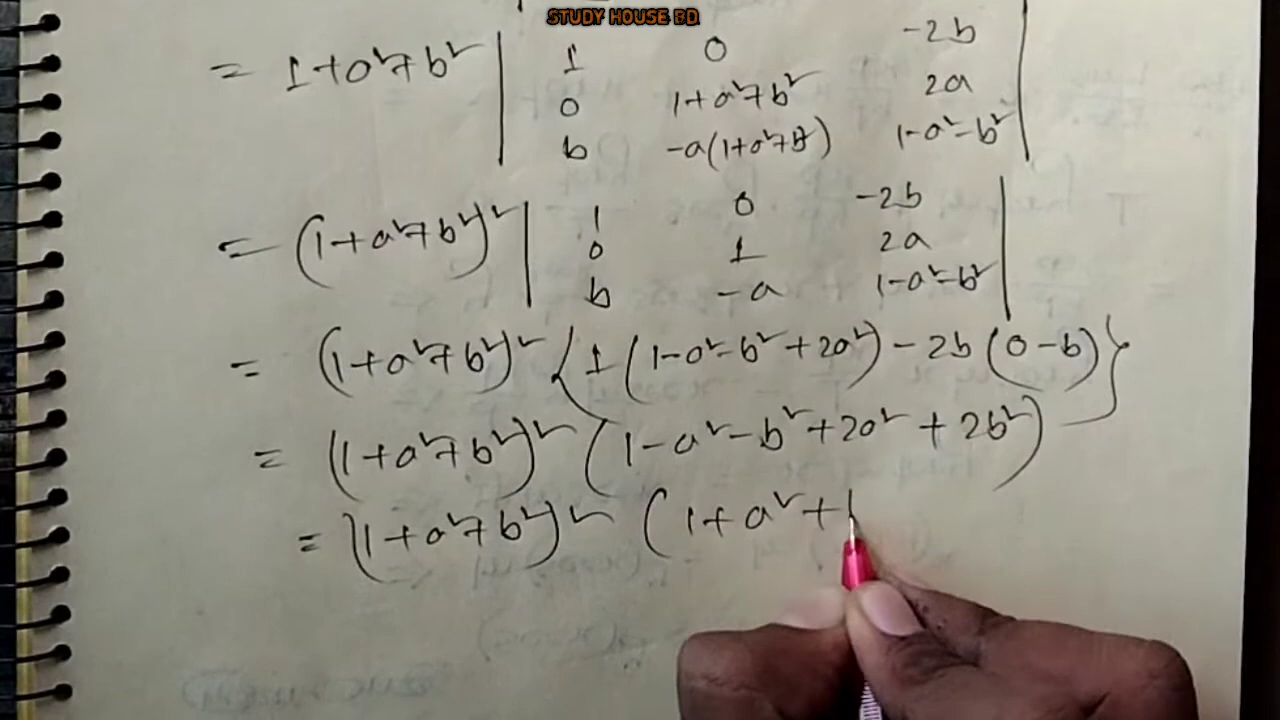 STUDY HOUSE BD
= 1+a²+b² | 1 0 -2b |
| 0 1+a²+b² 2a |
| b -a(1+a²+b²) 1-a²-b² |
= (1+a²+b²)² | 1 0 -2b |
| 0 1 2a |
| b -a 1-a²-b² |
= (1+a²+b²)² {1(1-a²-b²+2a²) - 2b(0-b)}
= (1+a²+b²)² (1-a²-b²+2a²+2b²)
= (1+a²+b²)² (1+a²+